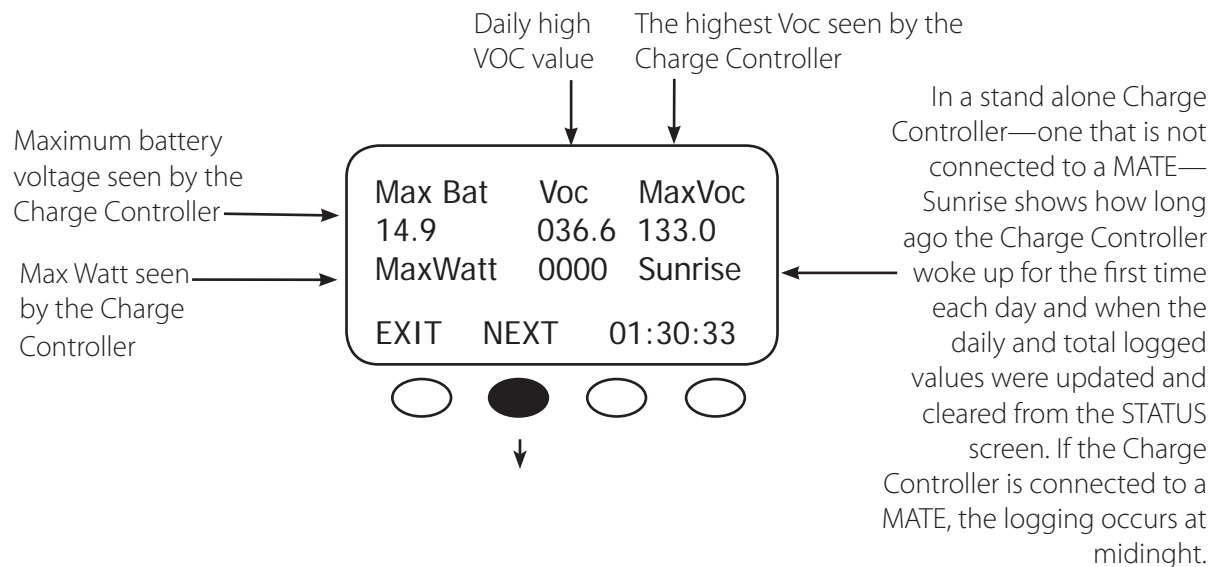 Daily high
VOC value
The highest Voc seen by the
Charge Controller
Maximum battery
voltage seen by the
Charge Controller
Max Watt seen
by the Charge
Controller
Max Bat Voc MaxVoc
14.9 036.6 133.0
MaxWatt 0000 Sunrise
EXIT NEXT 01:30:33
In a stand alone Charge
Controller—one that is not
connected to a MATE—
Sunrise shows how long
ago the Charge Controller
woke up for the first time
each day and when the
daily and total logged
values were updated and
cleared from the STATUS
screen. If the Charge
Controller is connected to a
MATE, the logging occurs at
midinght.